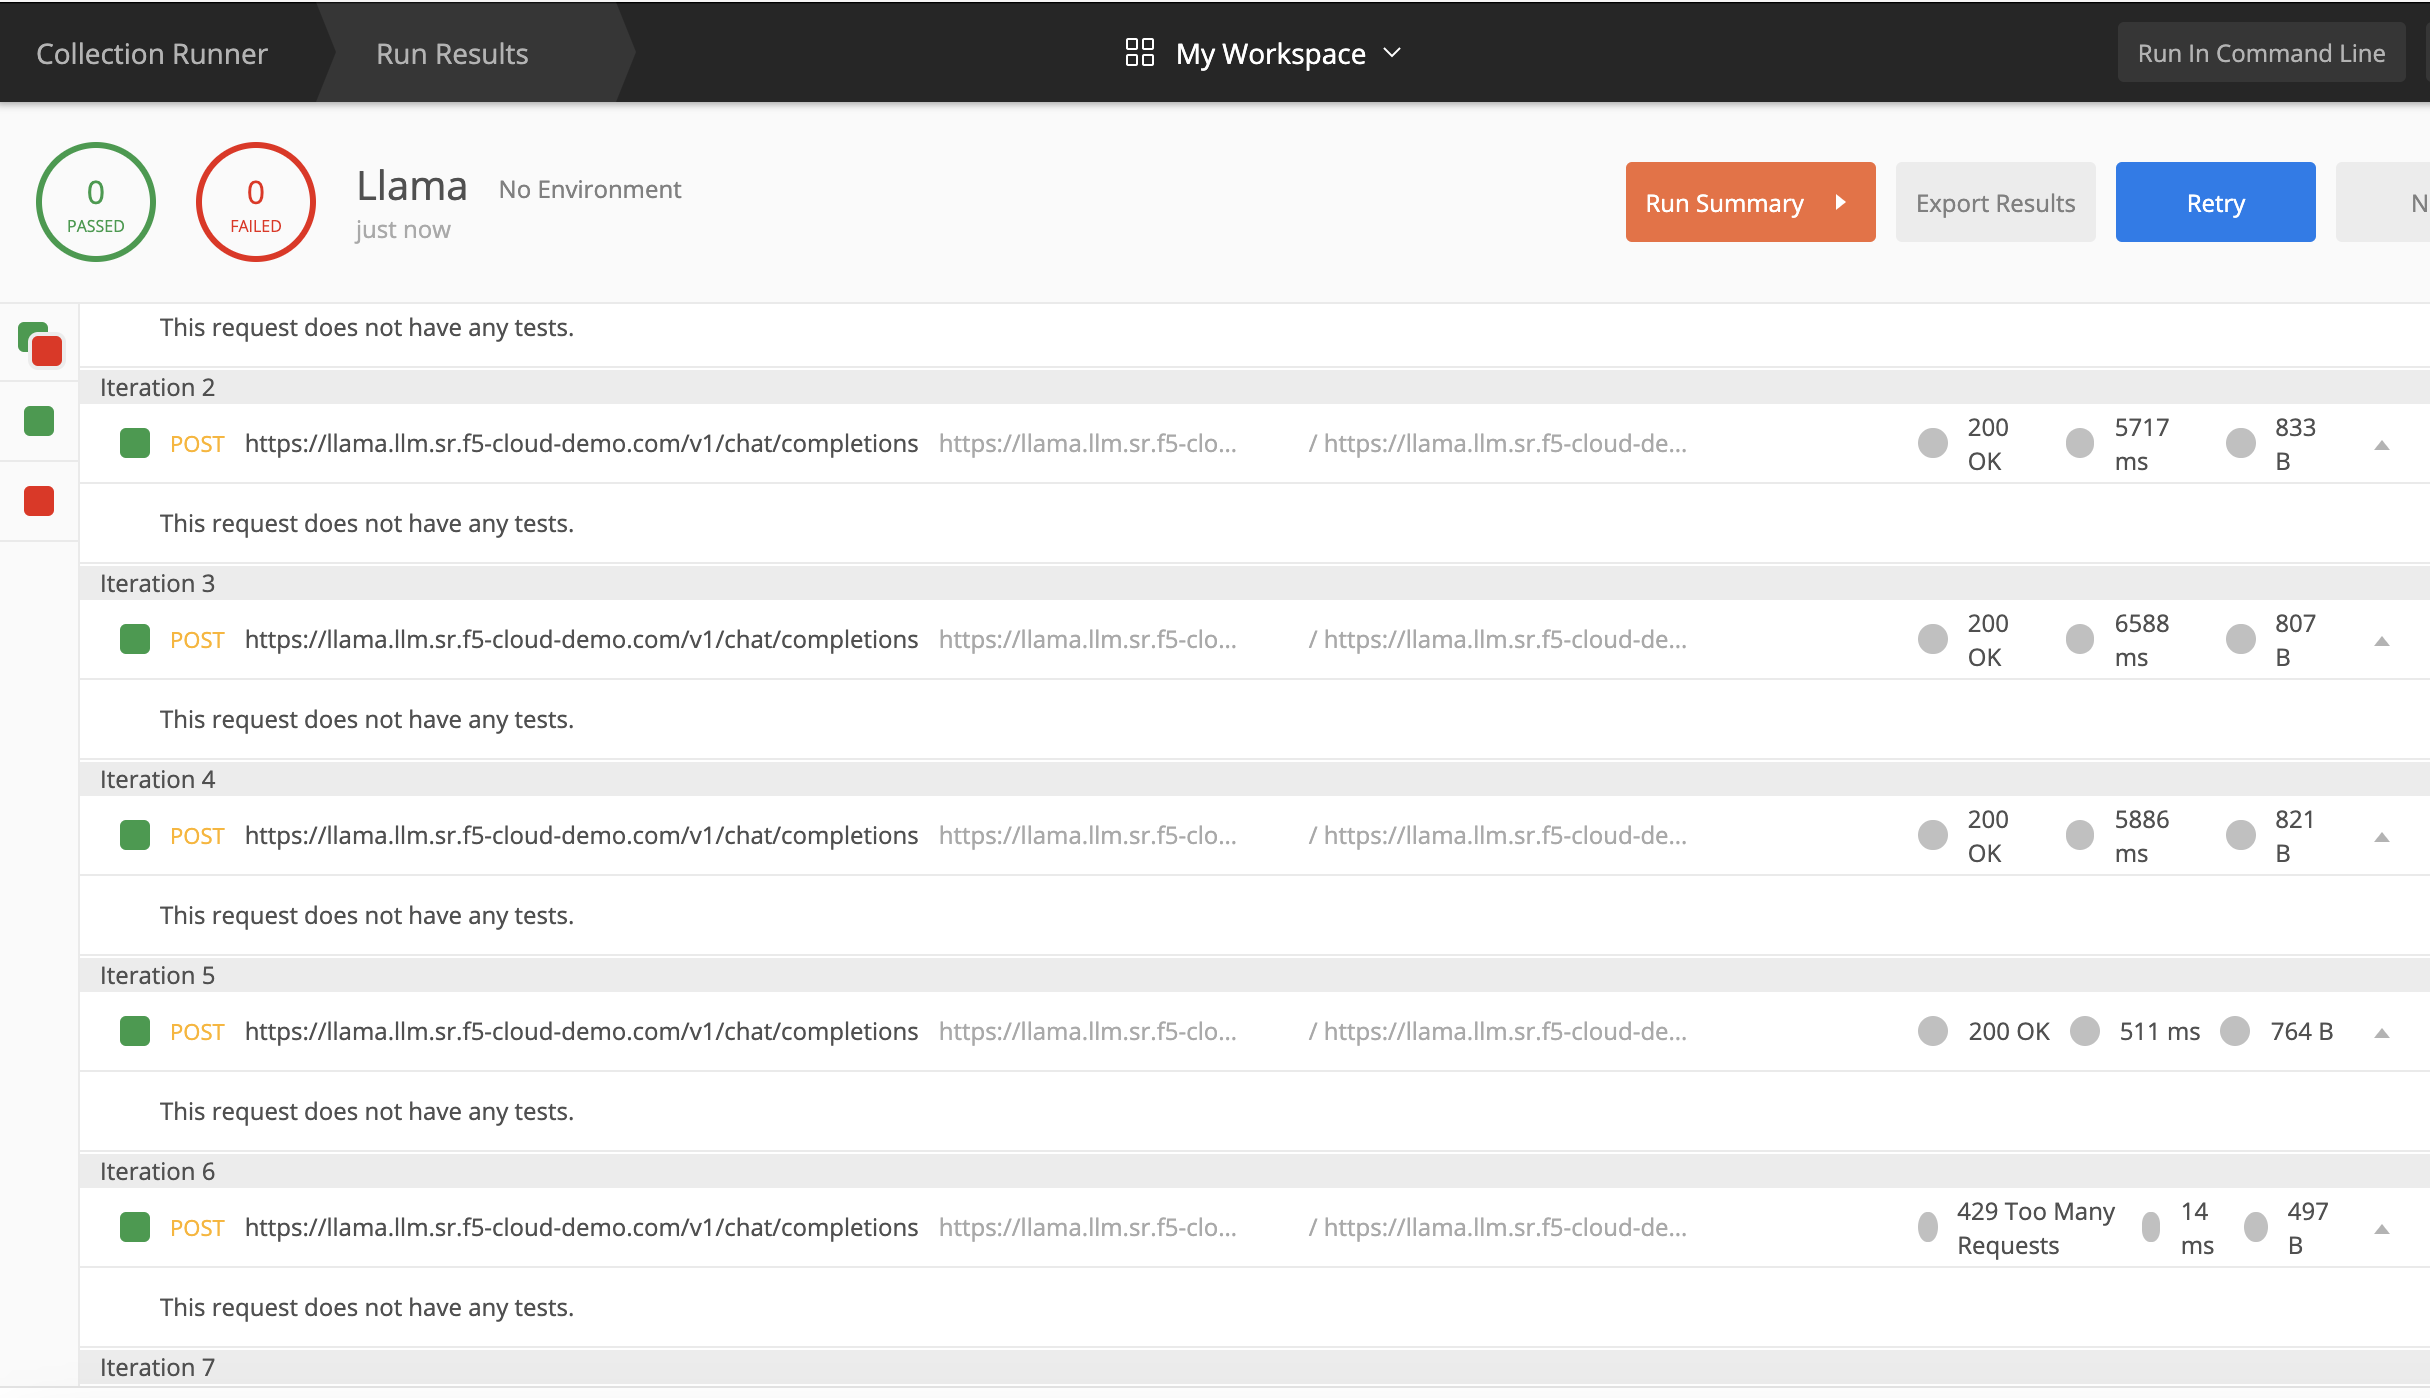 Collection Runner Run Results My Workspace Run In Command Line
0 PASSED
0 FAILED
Llama No Environment
just now
Run Summary Export Results Retry N
This request does not have any tests.
Iteration 2
POST https://llama.llm.sr.f5-cloud-demo.com/v1/chat/completions https://llama.llm.sr.f5-clo... / https://llama.llm.sr.f5-cloud-de... 200 OK 5717 ms 833 B
This request does not have any tests.
Iteration 3
POST https://llama.llm.sr.f5-cloud-demo.com/v1/chat/completions https://llama.llm.sr.f5-clo... / https://llama.llm.sr.f5-cloud-de... 200 OK 6588 ms 807 B
This request does not have any tests.
Iteration 4
POST https://llama.llm.sr.f5-cloud-demo.com/v1/chat/completions https://llama.llm.sr.f5-clo... / https://llama.llm.sr.f5-cloud-de... 200 OK 5886 ms 821 B
This request does not have any tests.
Iteration 5
POST https://llama.llm.sr.f5-cloud-demo.com/v1/chat/completions https://llama.llm.sr.f5-clo... / https://llama.llm.sr.f5-cloud-de... 200 OK 511 ms 764 B
This request does not have any tests.
Iteration 6
POST https://llama.llm.sr.f5-cloud-demo.com/v1/chat/completions https://llama.llm.sr.f5-clo... / https://llama.llm.sr.f5-cloud-de... 429 Too Many Requests 14 ms 497 B
This request does not have any tests.
Iteration 7